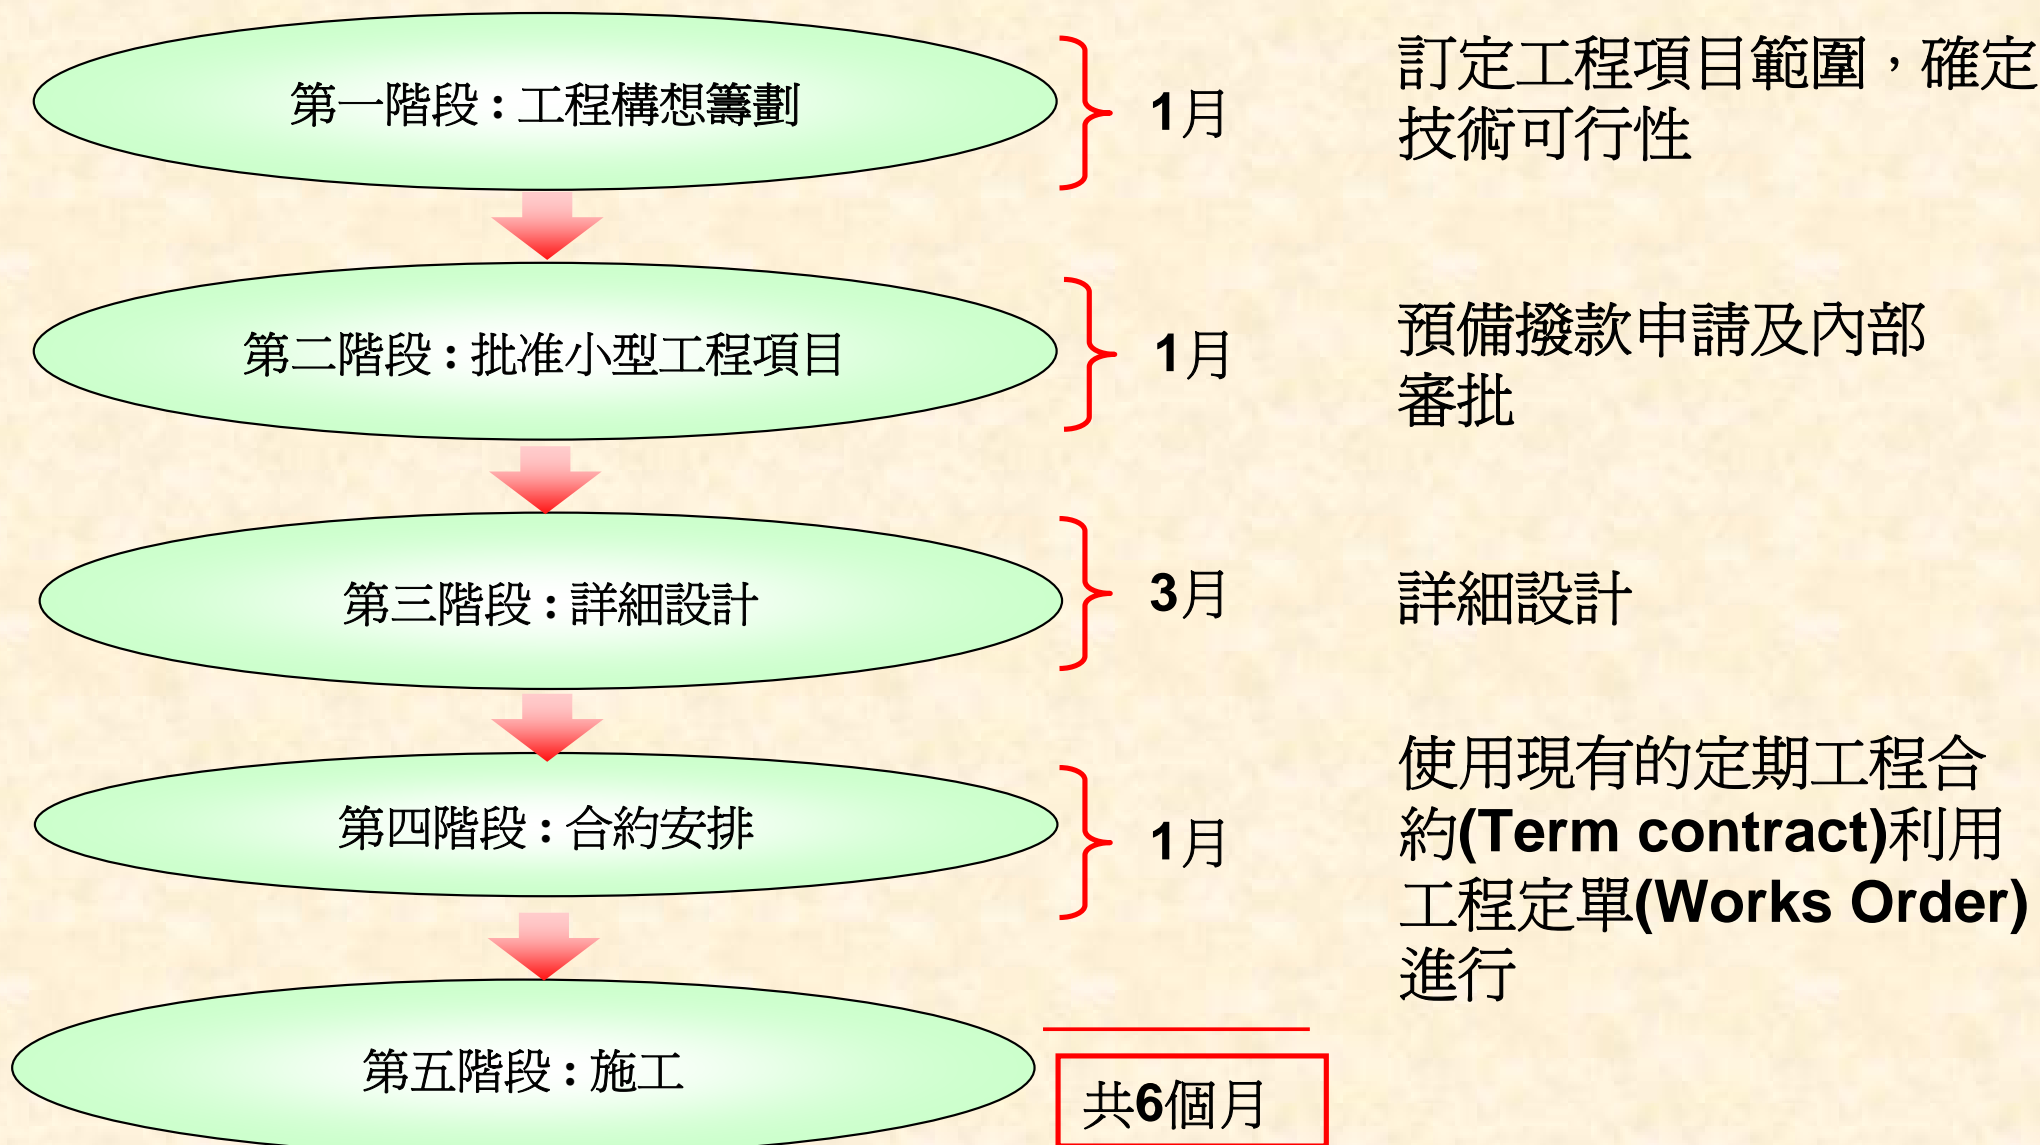 第一階段 : 工程構想籌劃
1月
訂定工程項目範圍，確定
技術可行性
第二階段 : 批准小型工程項目
1月
預備撥款申請及內部
審批
第三階段 : 詳細設計
3月
詳細設計
第四階段 : 合約安排
1月
使用現有的定期工程合
約(Term contract)利用
工程定單(Works Order)
進行
第五階段 : 施工
共6個月